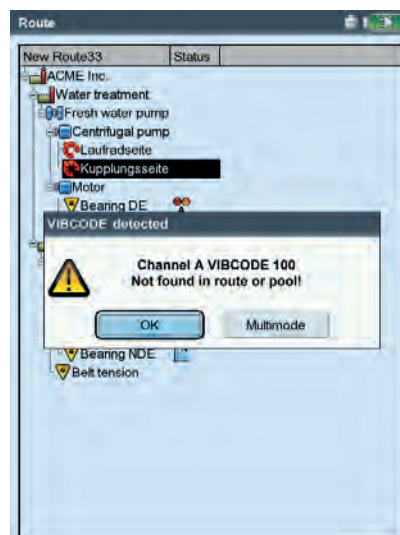 Route
New Route33 Status
ACME Inc.
Water treatment
Fresh water pump
Centrifugal pump
Laufradseite
Kupplungsseite
Motor
Bearing DE
VIBCODE detected
Channel A VIBCODE 100
Not found in route or pool!
OK Multimode
Bearing NDE
Belt tension